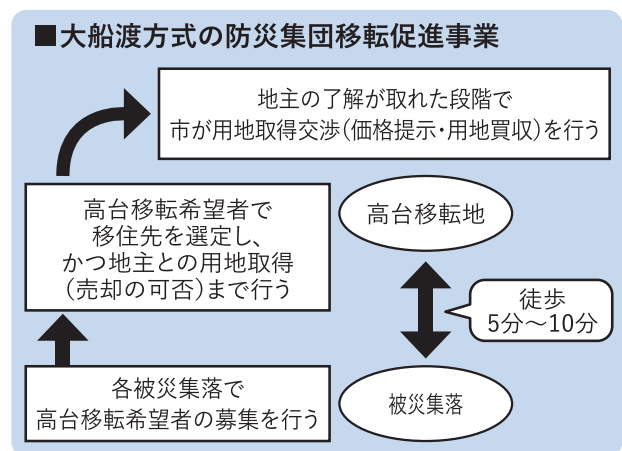 ■大船渡方式の防災集団移転促進事業
地主の了解が取れた段階で
市が用地取得交渉(価格提示・用地買収)を行う
高台移転希望者で
移住先を選定し、
かつ地主との用地取得
(売却の可否)まで行う
高台移転地
徒歩
5分～10分
各被災集落で
高台移転希望者の募集を行う
被災集落